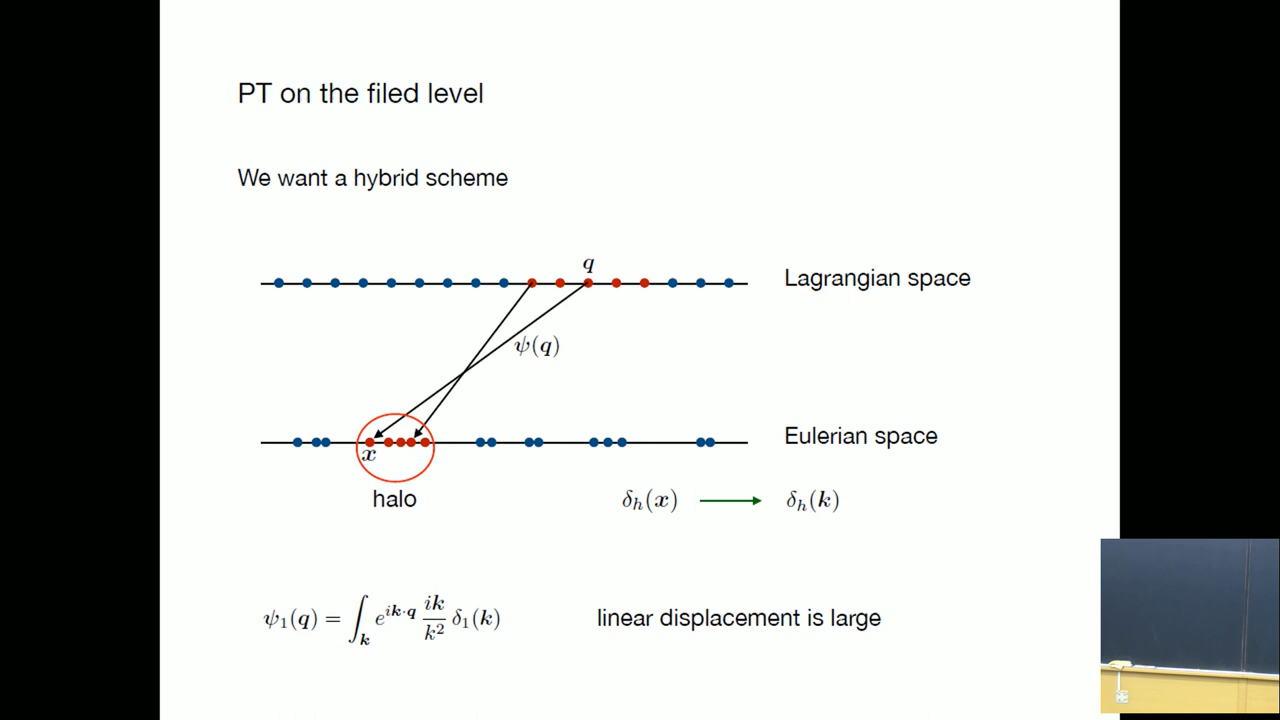 PT on the filed level
We want a hybrid scheme
q
Lagrangian space
ψ(q)
Eulerian space
x
halo
δ_h(x) ⟶ δ_h(k)
ψ₁(q) = ∫_k e^{ik·q} \frac{ik}{k²} δ₁(k)
linear displacement is large